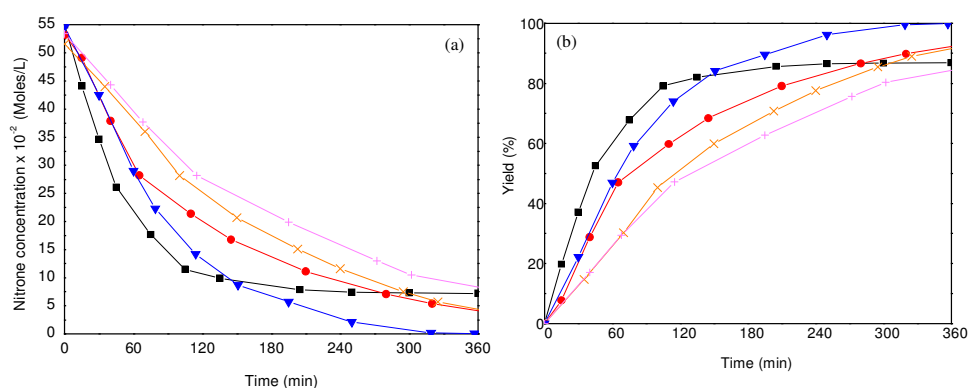 (a)
Nitrone concentration x 10⁻² (Moles/L)
55
50
45
40
35
30
25
20
15
10
5
0
0 60 120 180 240 300 360
Time (min)
(b)
Yield (%)
100
80
60
40
20
0
0 60 120 180 240 300 360
Time (min)